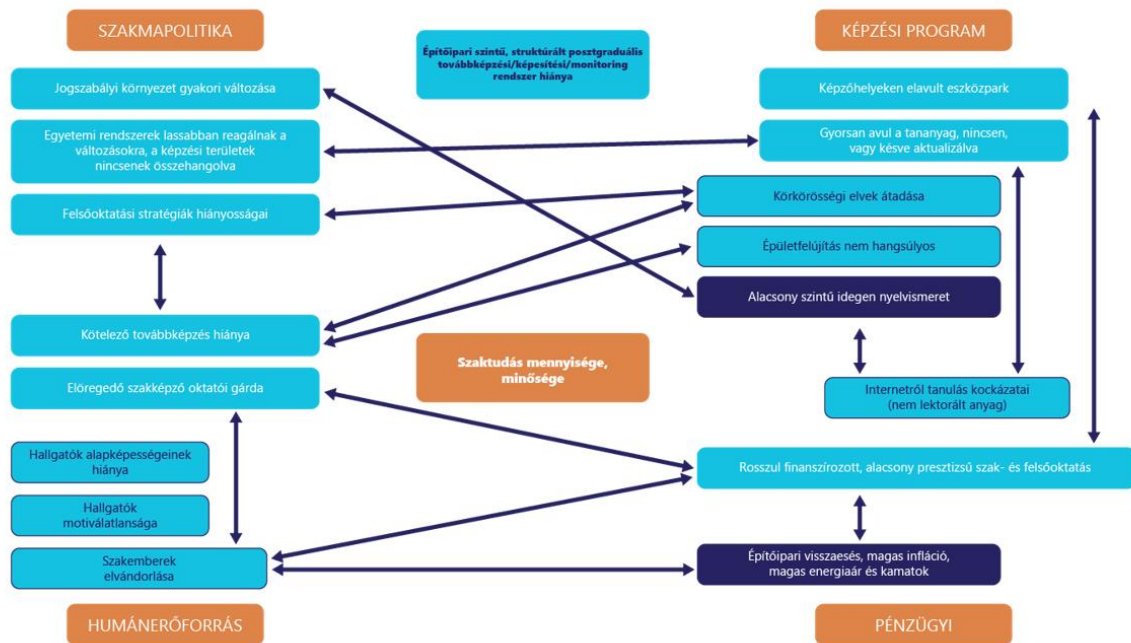 SZAKMAPOLITIKA
Építőipari szintű, struktúrált posztgraduális
továbbképzési/képesítési/monitoring
rendszer hiánya
KÉPZÉSI PROGRAM
Jogszabályi környezet gyakori változása
Képzőhelyeken elavult eszközpark
Egyetemi rendszerek lassabban reagálnak a
változásokra, a képzési területek
nincsenek összehangolva
Gyorsan avul a tananyag, nincsen,
vagy késve aktualizálva
Körkörösségi elvek átadása
Felsőoktatási stratégiák hiányosságai
Épületfelújítás nem hangsúlyos
Alacsony szintű idegen nyelvismeret
Kötelező továbbképzés hiánya
Szaktudás mennyisége,
minősége
Elöregedő szakképző oktatói gárda
Internetről tanulás kockázatai
(nem lektorált anyag)
Hallgatók alapképességeinek
hiánya
Rosszul finanszírozott, alacsony presztizsű szak- és felsőoktatás
Hallgatók
motiválatlansága
Szakemberek
elvándorlása
Építőipari visszaesés, magas infláció,
magas energiaár és kamatok
HUMÁNERŐFORRÁS
PÉNZÜGYI